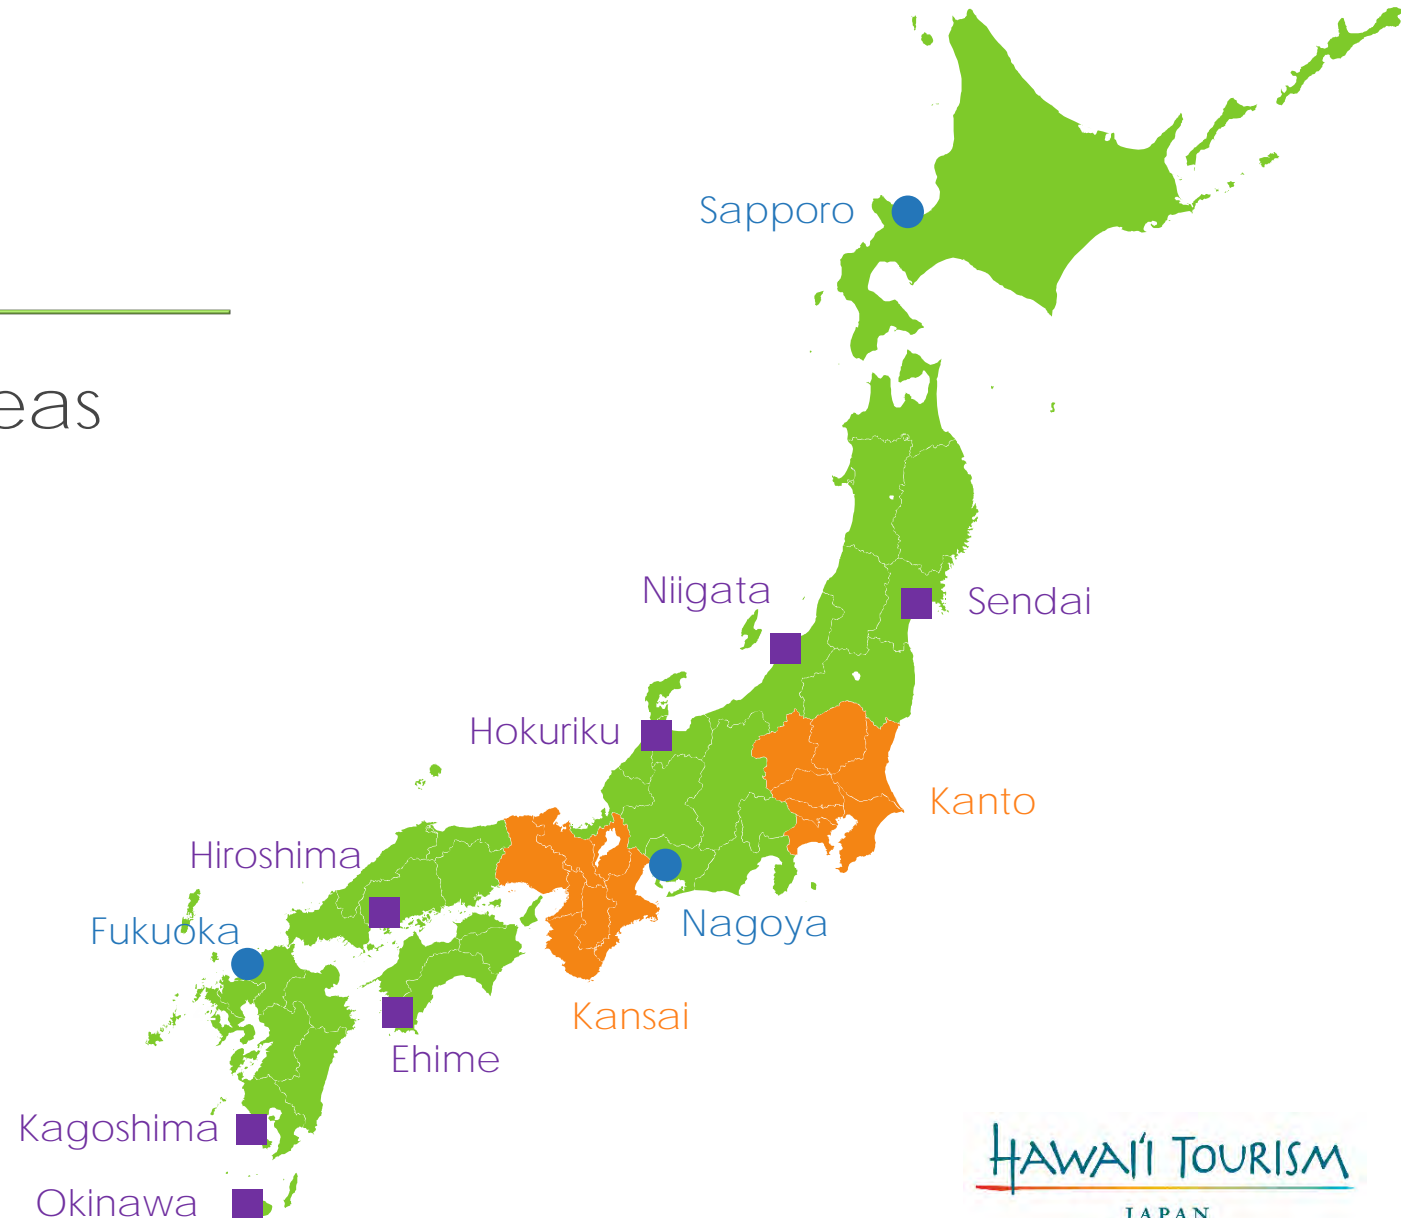 Sapporo
eas
Niigata
Sendai
Hokuriku
Kanto
Hiroshima
Fukuoka
Nagoya
Kansai
Ehime
Kagoshima
Okinawa
HAWAI'I TOURISM
JAPAN